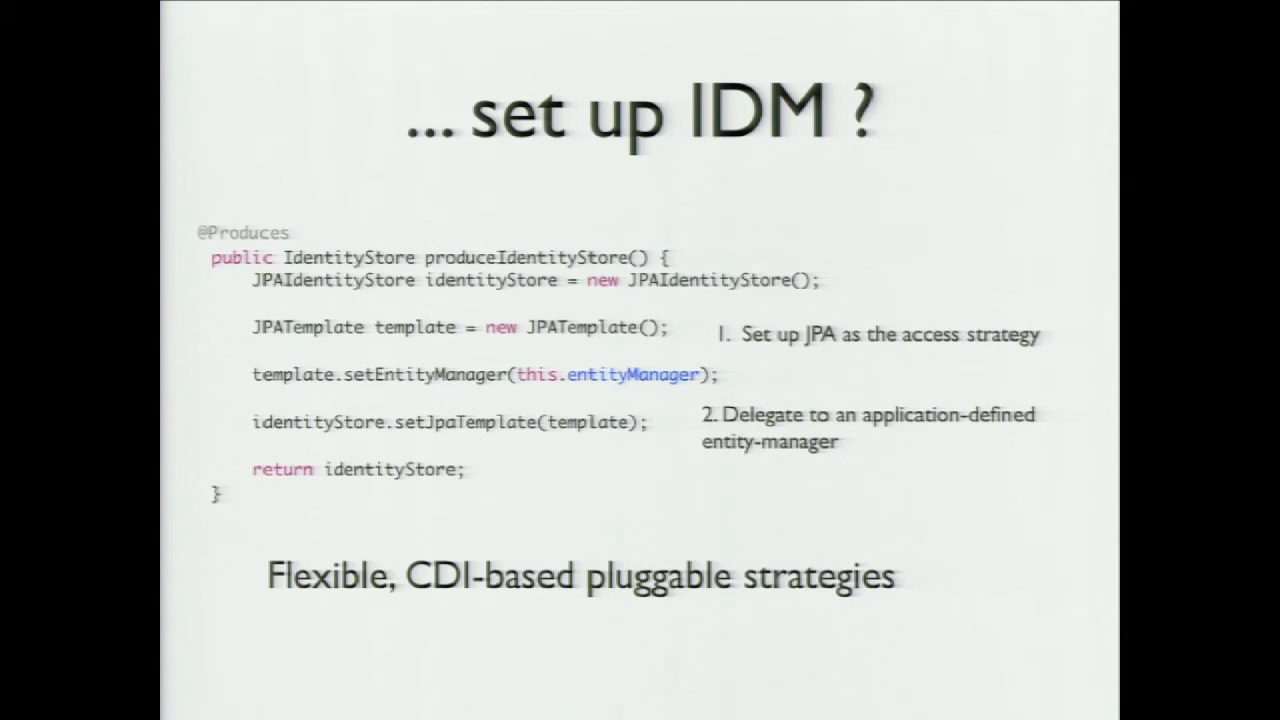 ... set up IDM ?
@Produces
public IdentityStore produceIdentityStore() {
JPAIdentityStore identityStore = new JPAIdentityStore();
JPATemplate template = new JPATemplate();
1. Set up JPA as the access strategy
template.setEntityManager(this.entityManager);
2. Delegate to an application-defined
entity-manager
identityStore.setJpaTemplate(template);
return identityStore;
}
Flexible, CDI-based pluggable strategies